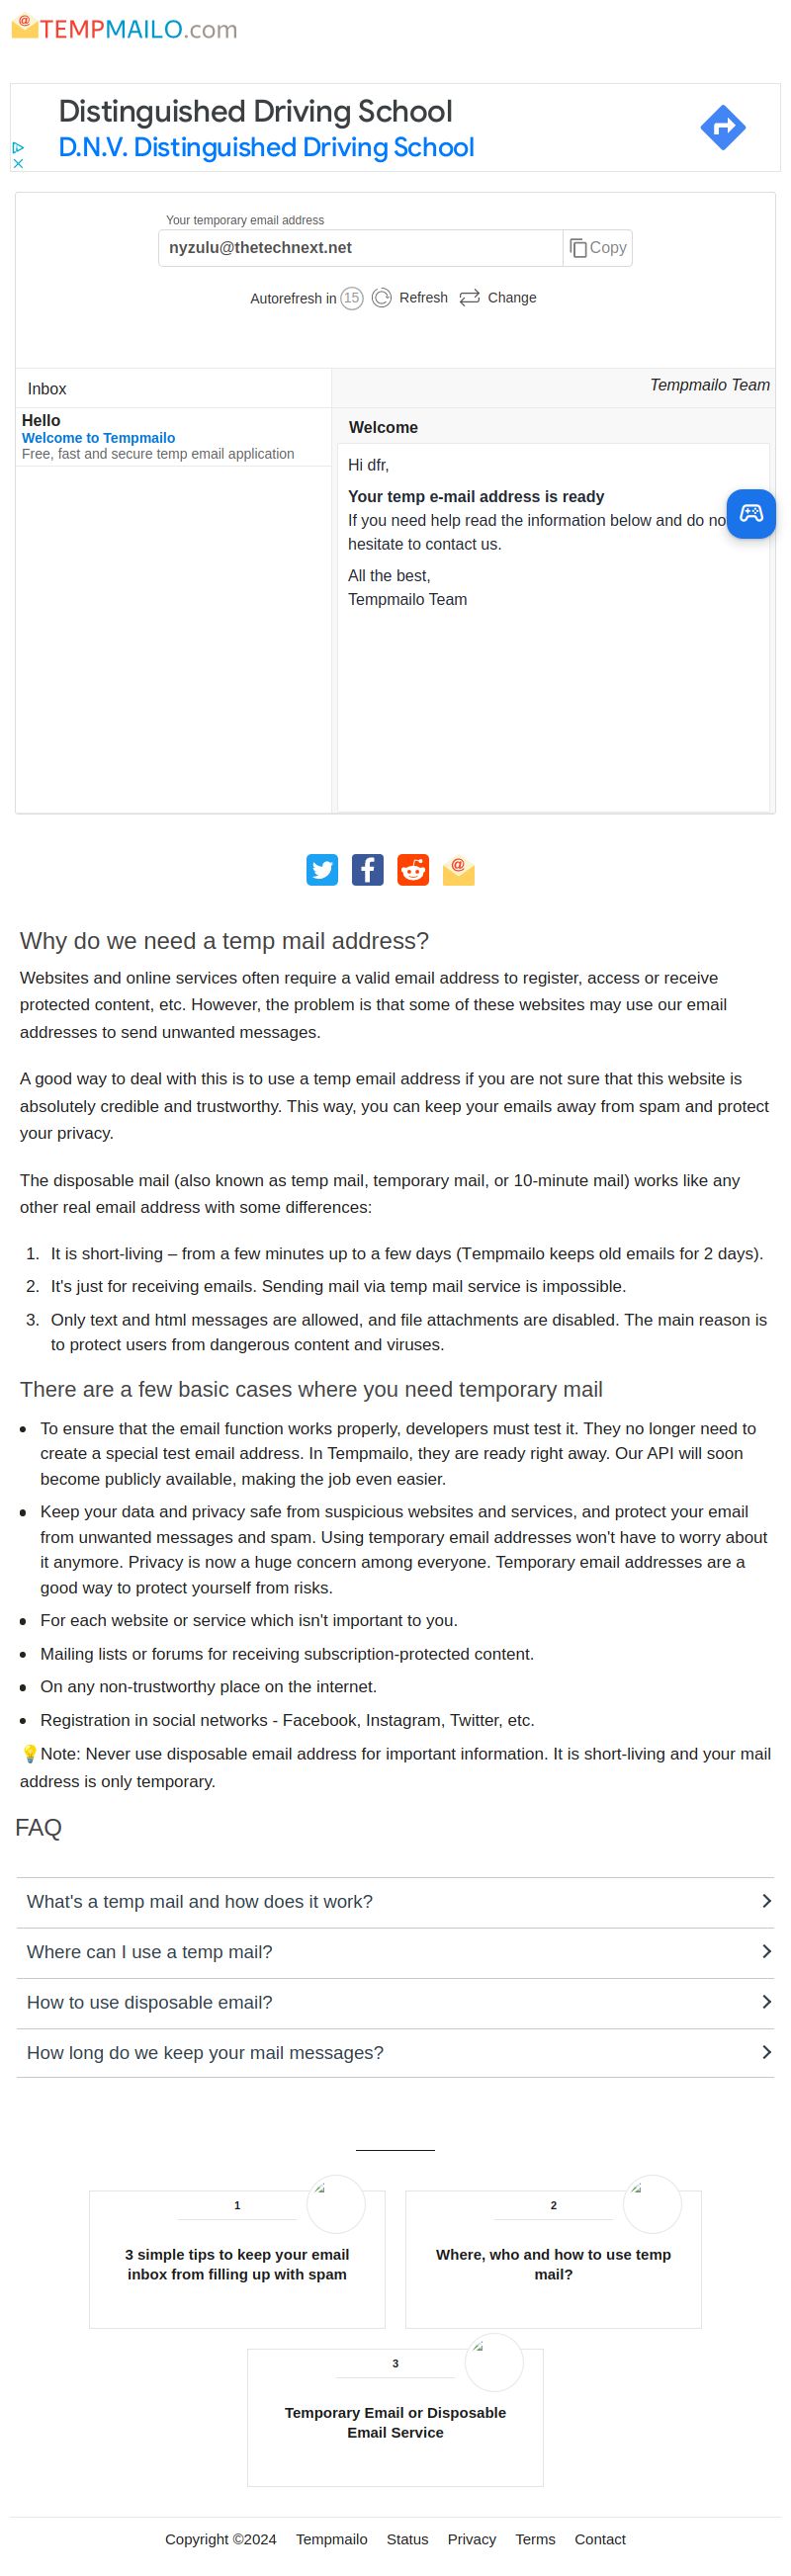 TEMPMAILO.com
Distinguished Driving School
D.N.V. Distinguished Driving School
Your temporary email address
nyzulu@thetechnext.net
Copy
Autorefresh in 15 Refresh Change
Inbox
Tempmailo Team
Hello
Welcome to Tempmailo
Free, fast and secure temp email application
Welcome
Hi dfr,
Your temp e-mail address is ready
If you need help read the information below and do no
hesitate to contact us.
All the best,
Tempmailo Team
Why do we need a temp mail address?
Websites and online services often require a valid email address to register, access or receive
protected content, etc. However, the problem is that some of these websites may use our email
addresses to send unwanted messages.
A good way to deal with this is to use a temp email address if you are not sure that this website is
absolutely credible and trustworthy. This way, you can keep your emails away from spam and protect
your privacy.
The disposable mail (also known as temp mail, temporary mail, or 10-minute mail) works like any
other real email address with some differences:
1. It is short-living – from a few minutes up to a few days (Tempmailo keeps old emails for 2 days).
2. It's just for receiving emails. Sending mail via temp mail service is impossible.
3. Only text and html messages are allowed, and file attachments are disabled. The main reason is
to protect users from dangerous content and viruses.
There are a few basic cases where you need temporary mail
• To ensure that the email function works properly, developers must test it. They no longer need to
create a special test email address. In Tempmailo, they are ready right away. Our API will soon
become publicly available, making the job even easier.
• Keep your data and privacy safe from suspicious websites and services, and protect your email
from unwanted messages and spam. Using temporary email addresses won't have to worry about
it anymore. Privacy is now a huge concern among everyone. Temporary email addresses are a
good way to protect yourself from risks.
• For each website or service which isn't important to you.
• Mailing lists or forums for receiving subscription-protected content.
• On any non-trustworthy place on the internet.
• Registration in social networks - Facebook, Instagram, Twitter, etc.
💡Note: Never use disposable email address for important information. It is short-living and your mail
address is only temporary.
FAQ
What's a temp mail and how does it work?
Where can I use a temp mail?
How to use disposable email?
How long do we keep your mail messages?
1
3 simple tips to keep your email
inbox from filling up with spam
2
Where, who and how to use temp
mail?
3
Temporary Email or Disposable
Email Service
Copyright ©2024 Tempmailo Status Privacy Terms Contact